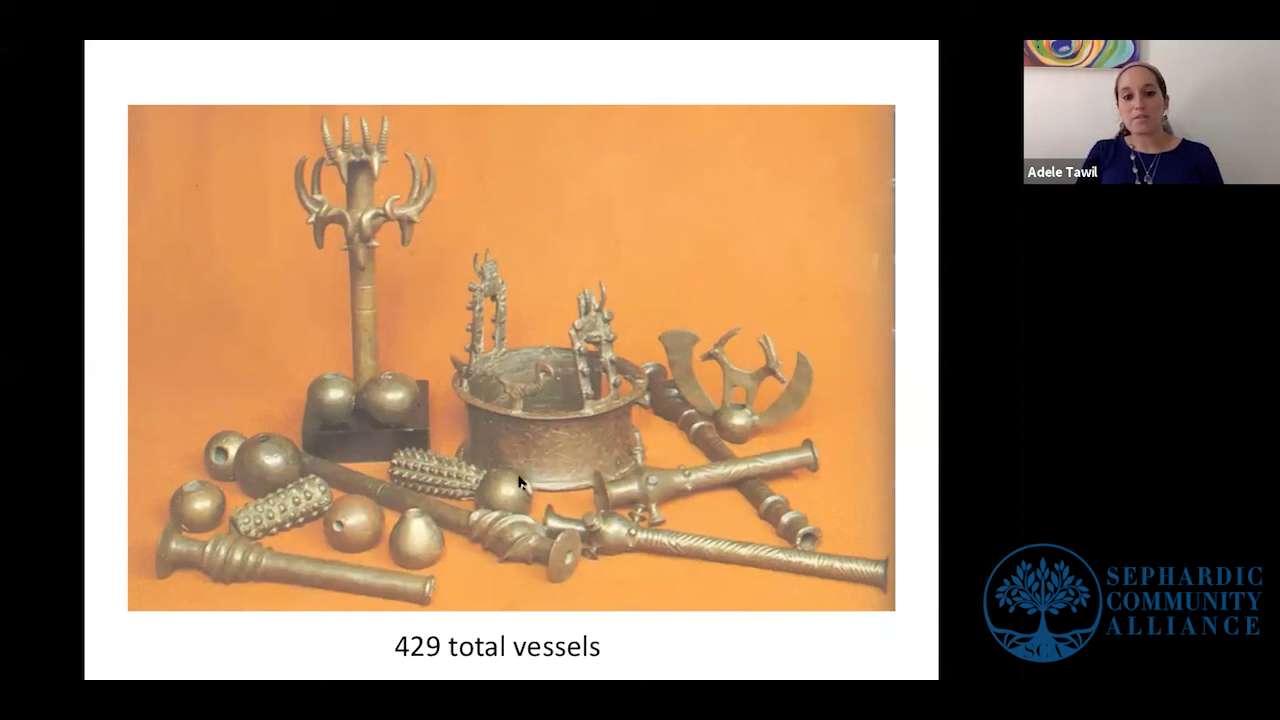 Adele Tawil
429 total vessels
SEPHARDIC
COMMUNITY
ALLIANCE
SCA